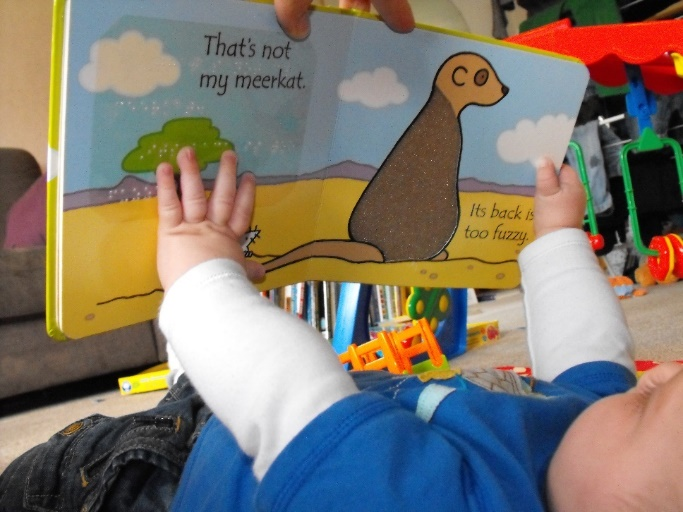 That's not
my meerkat.
Its back is
too fuzzy.